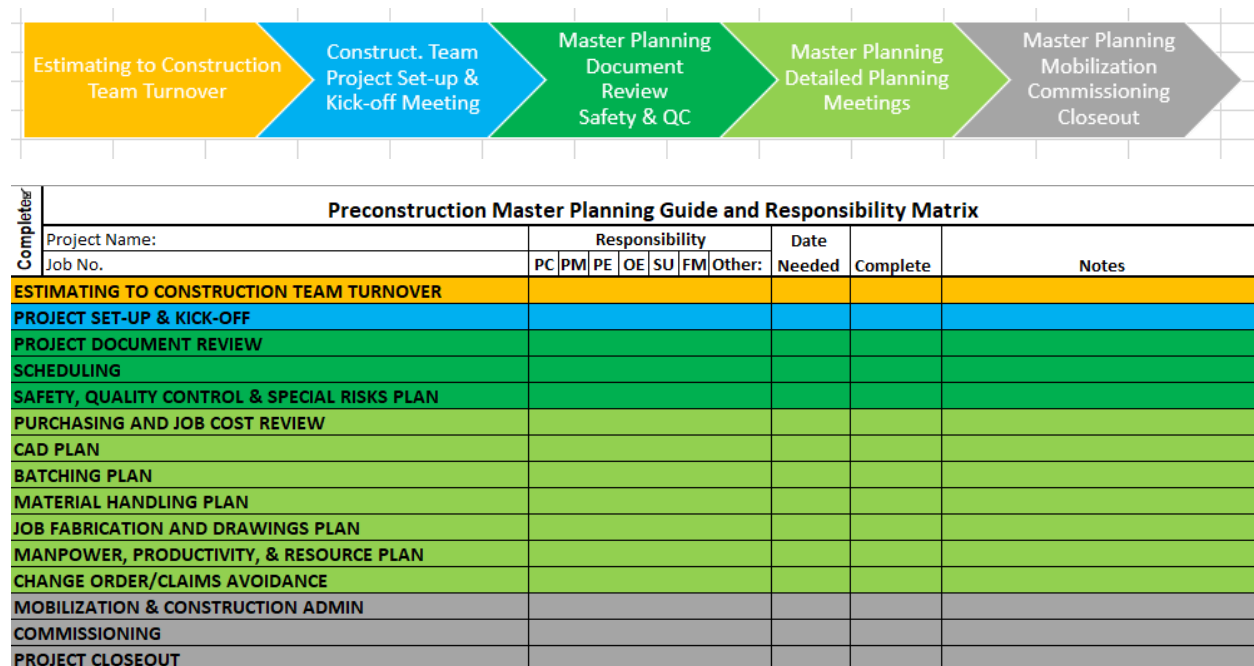 Estimating to Construction
Team Turnover
Construct. Team
Project Set-up &
Kick-off Meeting
Master Planning
Document
Review
Safety & QC
Master Planning
Detailed Planning
Meetings
Master Planning
Mobilization
Commissioning
Closeout
Complete☑
Preconstruction Master Planning Guide and Responsibility Matrix
Project Name: Responsibility Date
Job No. PC PM PE OE SU FM Other: Needed Complete Notes
ESTIMATING TO CONSTRUCTION TEAM TURNOVER
PROJECT SET-UP & KICK-OFF
PROJECT DOCUMENT REVIEW
SCHEDULING
SAFETY, QUALITY CONTROL & SPECIAL RISKS PLAN
PURCHASING AND JOB COST REVIEW
CAD PLAN
BATCHING PLAN
MATERIAL HANDLING PLAN
JOB FABRICATION AND DRAWINGS PLAN
MANPOWER, PRODUCTIVITY, & RESOURCE PLAN
CHANGE ORDER/CLAIMS AVOIDANCE
MOBILIZATION & CONSTRUCTION ADMIN
COMMISSIONING
PROJECT CLOSEOUT